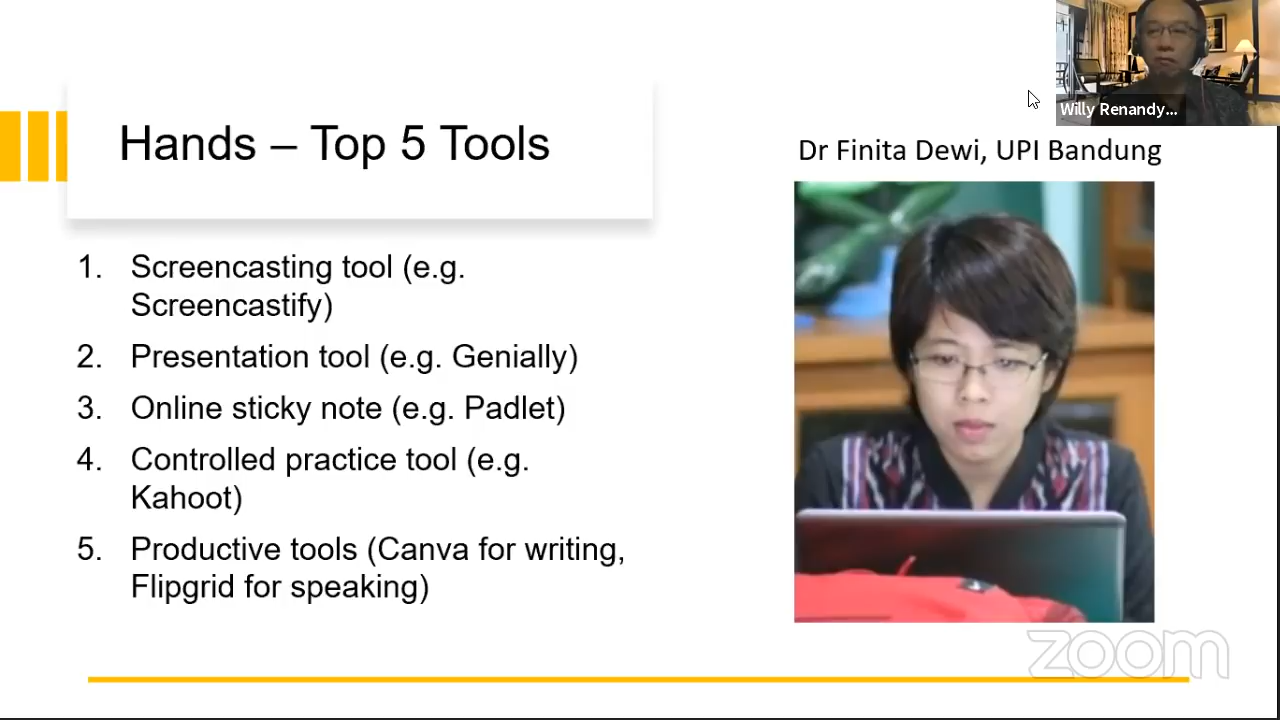 Willy Renandy...
Hands – Top 5 Tools
Dr Finita Dewi, UPI Bandung
1. Screencasting tool (e.g.
Screencastify)
2. Presentation tool (e.g. Genially)
3. Online sticky note (e.g. Padlet)
4. Controlled practice tool (e.g.
Kahoot)
5. Productive tools (Canva for writing,
Flipgrid for speaking)
zoom